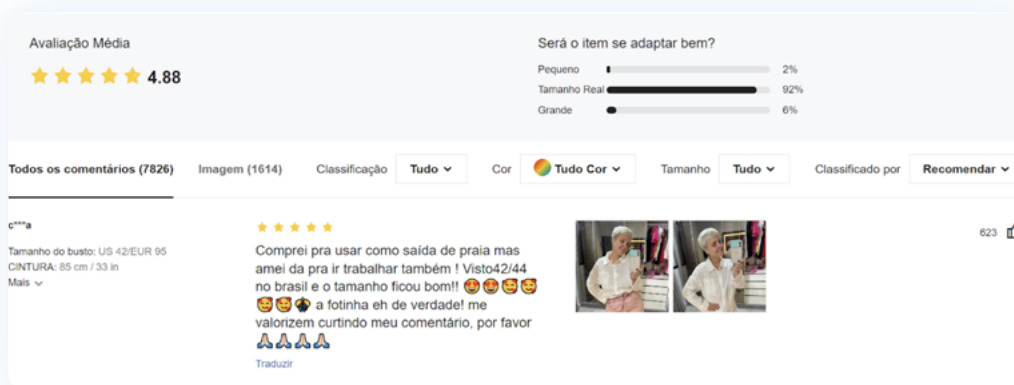 Avaliação Média
4.88
Será o item se adaptar bem?
Pequeno 2%
Tamanho Real 92%
Grande 6%
Todos os comentários (7826) Imagem (1614) Classificação Tudo Cor Tudo Cor Tamanho Tudo Classificado por Recomendar
c***a
Tamanho do busto: US 42/EUR 95
CINTURA: 85 cm / 33 in
Mais
Comprei pra usar como saída de praia mas
amei da pra ir trabalhar também ! Visto42/44
no brasil e o tamanho ficou bom!! 😍😍🥰🥰
🥰🥰 a fotinha eh de verdade! me
valorizem curtindo meu comentário, por favor
🙏🏻🙏🏻🙏🏻🙏🏻
Traduzir
623